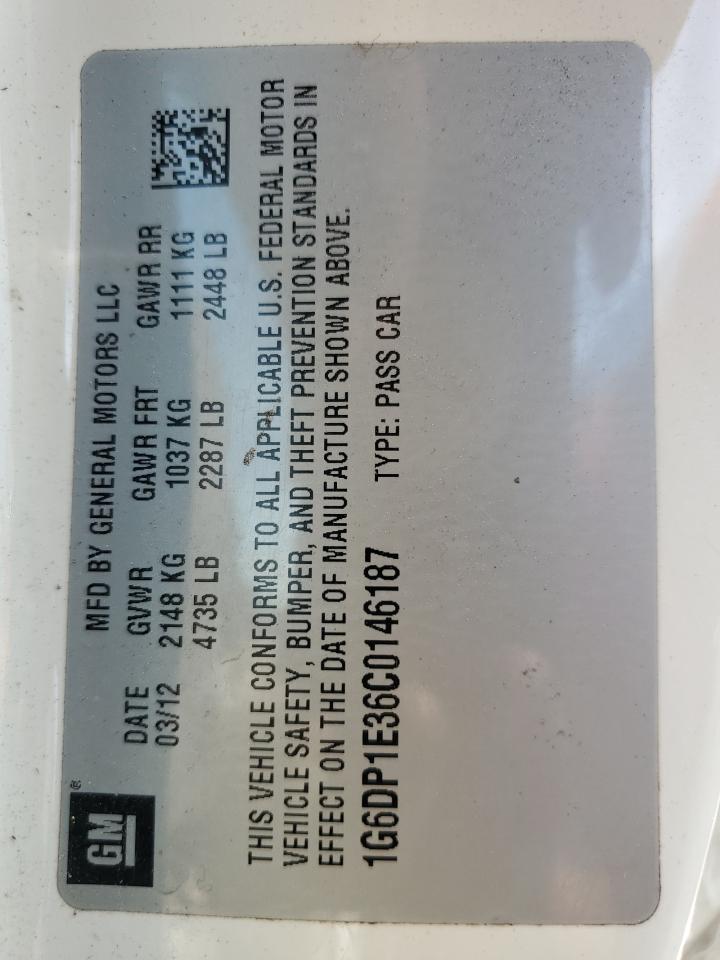 GM®
MFD BY GENERAL MOTORS LLC
DATE GVWR GAWR FRT GAWR RR
03/12 2148 KG 1037 KG 1111 KG
4735 LB 2287 LB 2448 LB
THIS VEHICLE CONFORMS TO ALL APPLICABLE U.S. FEDERAL MOTOR
VEHICLE SAFETY, BUMPER, AND THEFT PREVENTION STANDARDS IN
EFFECT ON THE DATE OF MANUFACTURE SHOWN ABOVE.
1G6DP1E36C0146187 TYPE: PASS CAR